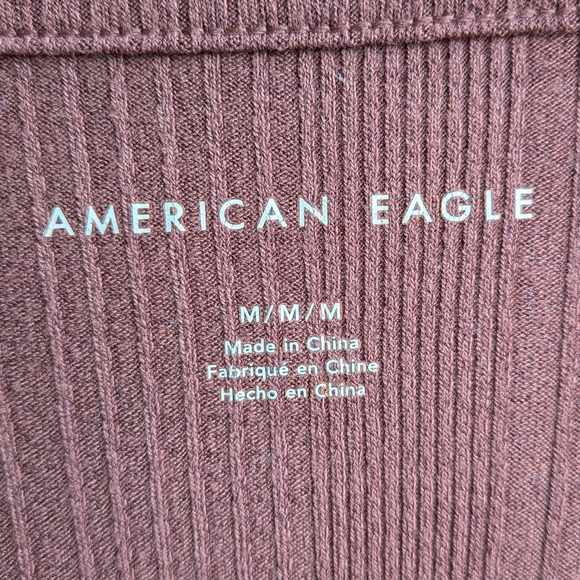 AMERICAN EAGLE
M/M/M
Made in China
Fabriqué en Chine
Hecho en China